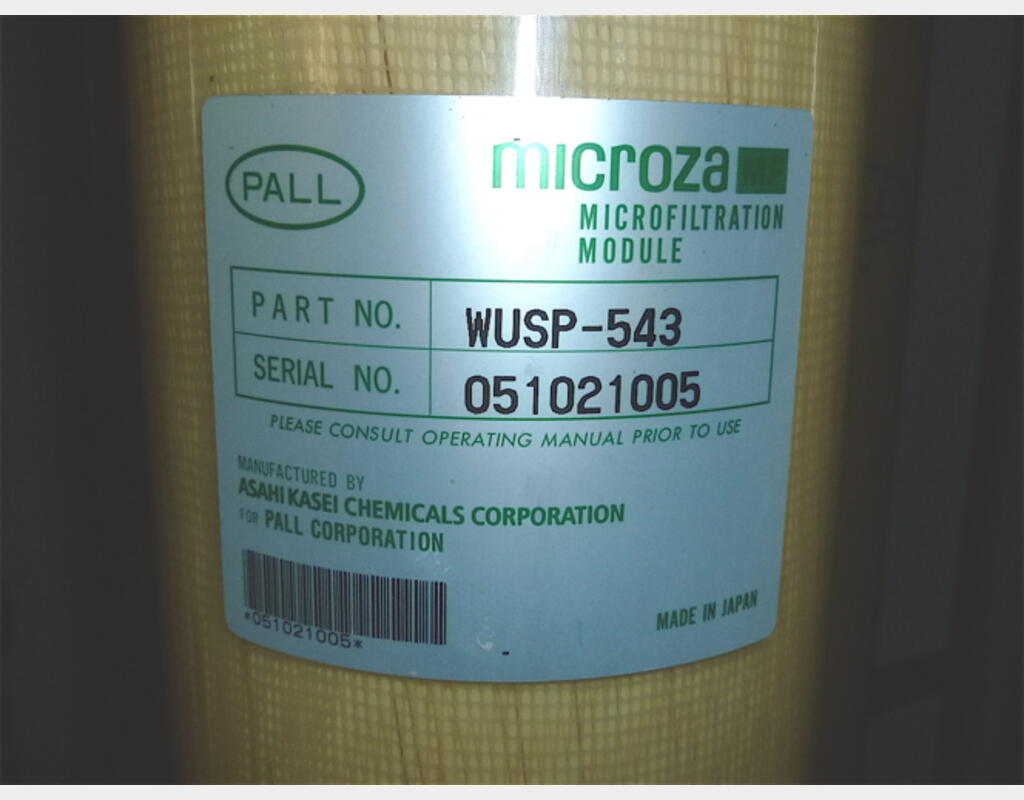 PALL
microza MF
MICROFILTRATION
MODULE
PART NO. WUSP-543
SERIAL NO. 051021005
PLEASE CONSULT OPERATING MANUAL PRIOR TO USE
MANUFACTURED BY
ASAHI KASEI CHEMICALS CORPORATION
FOR PALL CORPORATION
*051021005*
MADE IN JAPAN